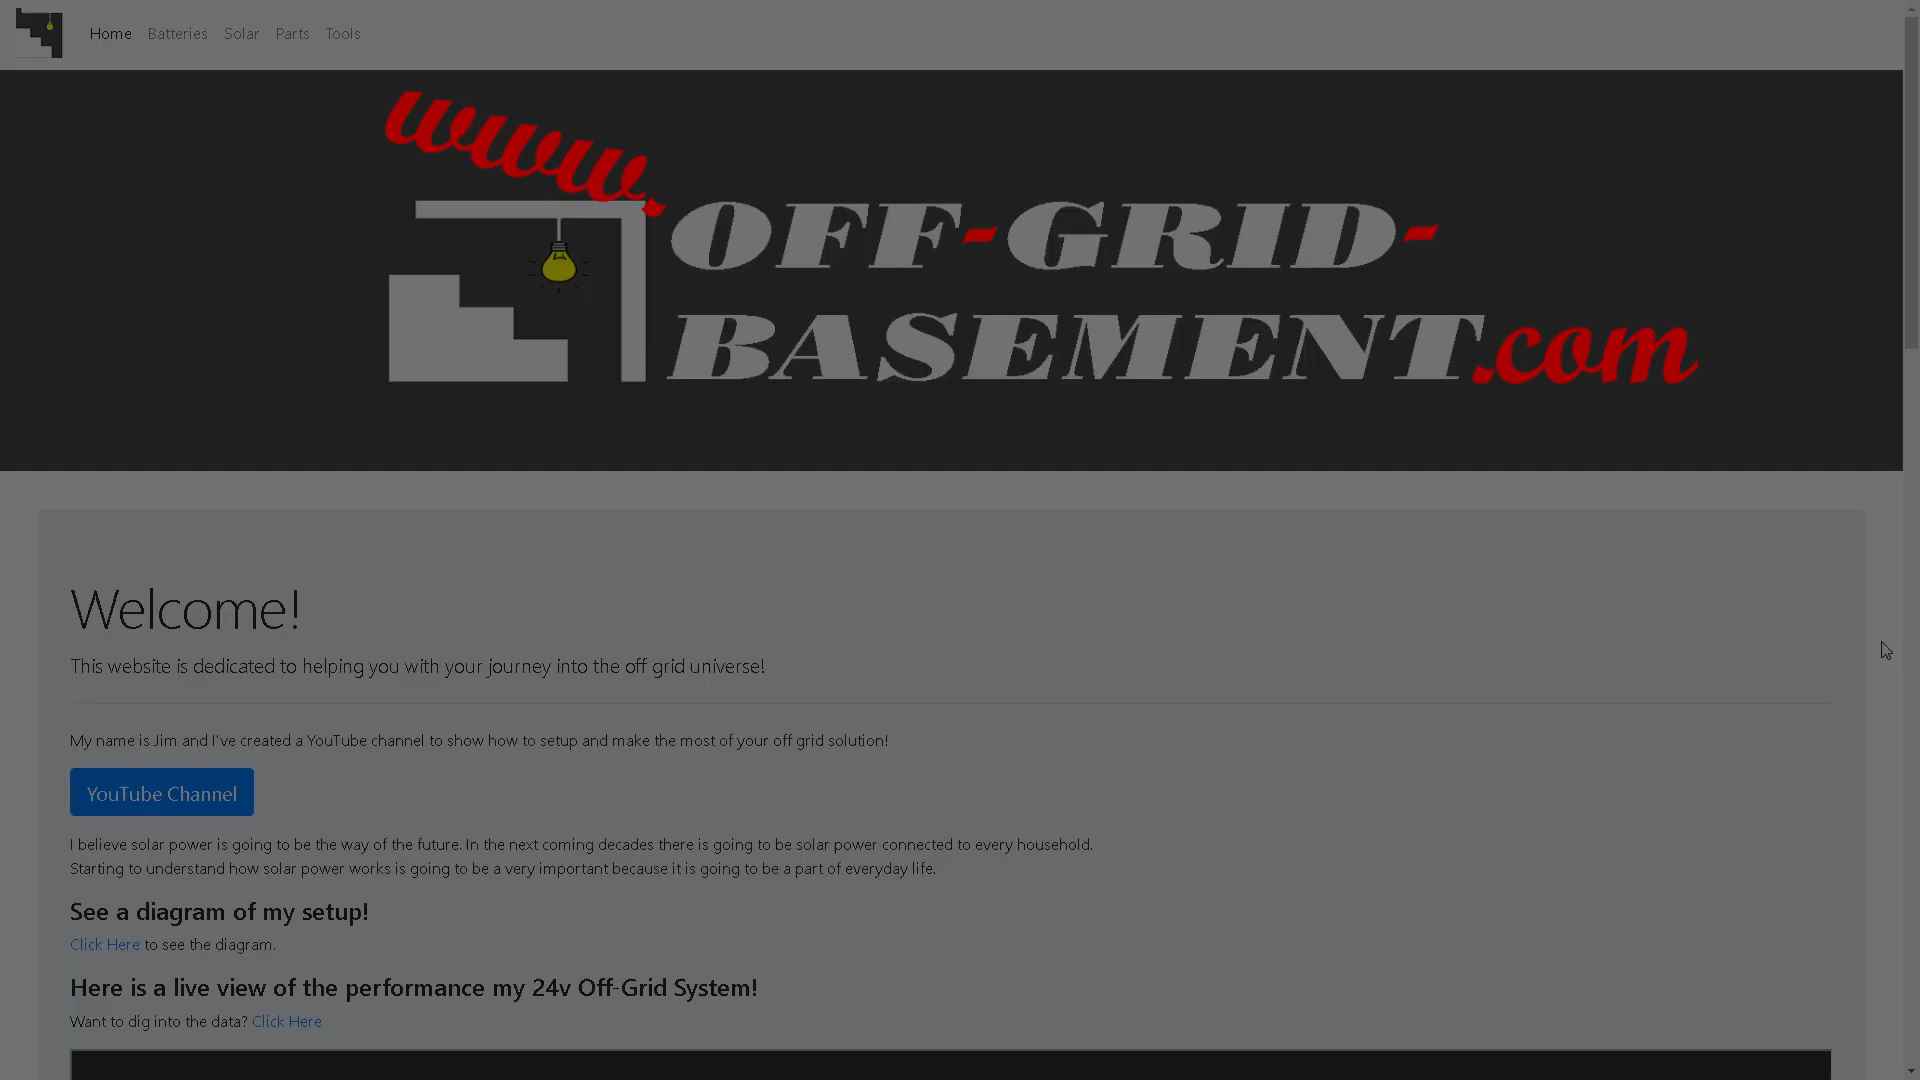 Home Batteries Solar Parts Tools
www.
OFF-GRID-
BASEMENT.com
Welcome!
This website is dedicated to helping you with your journey into the off grid universe!
My name is Jim and I've created a YouTube channel to show how to setup and make the most of your off grid solution!
YouTube Channel
I believe solar power is going to be the way of the future. In the next coming decades there is going to be solar power connected to every household.
Starting to understand how solar power works is going to be a very important because it is going to be a part of everyday life.
See a diagram of my setup!
Click Here to see the diagram.
Here is a live view of the performance my 24v Off-Grid System!
Want to dig into the data? Click Here